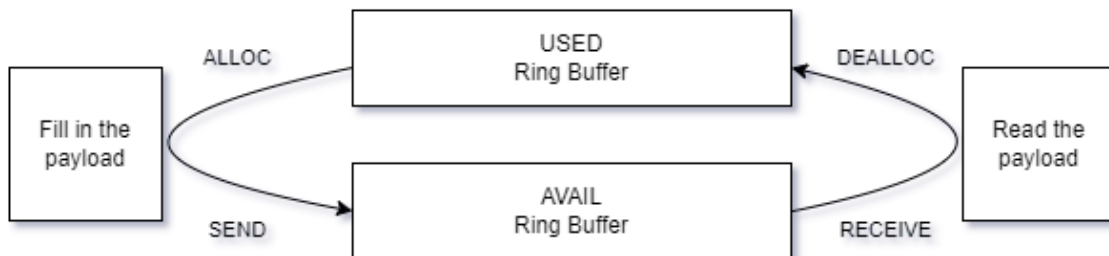 USED
Ring Buffer
ALLOC
DEALLOC
Fill in the
payload
Read the
payload
AVAIL
Ring Buffer
SEND
RECEIVE